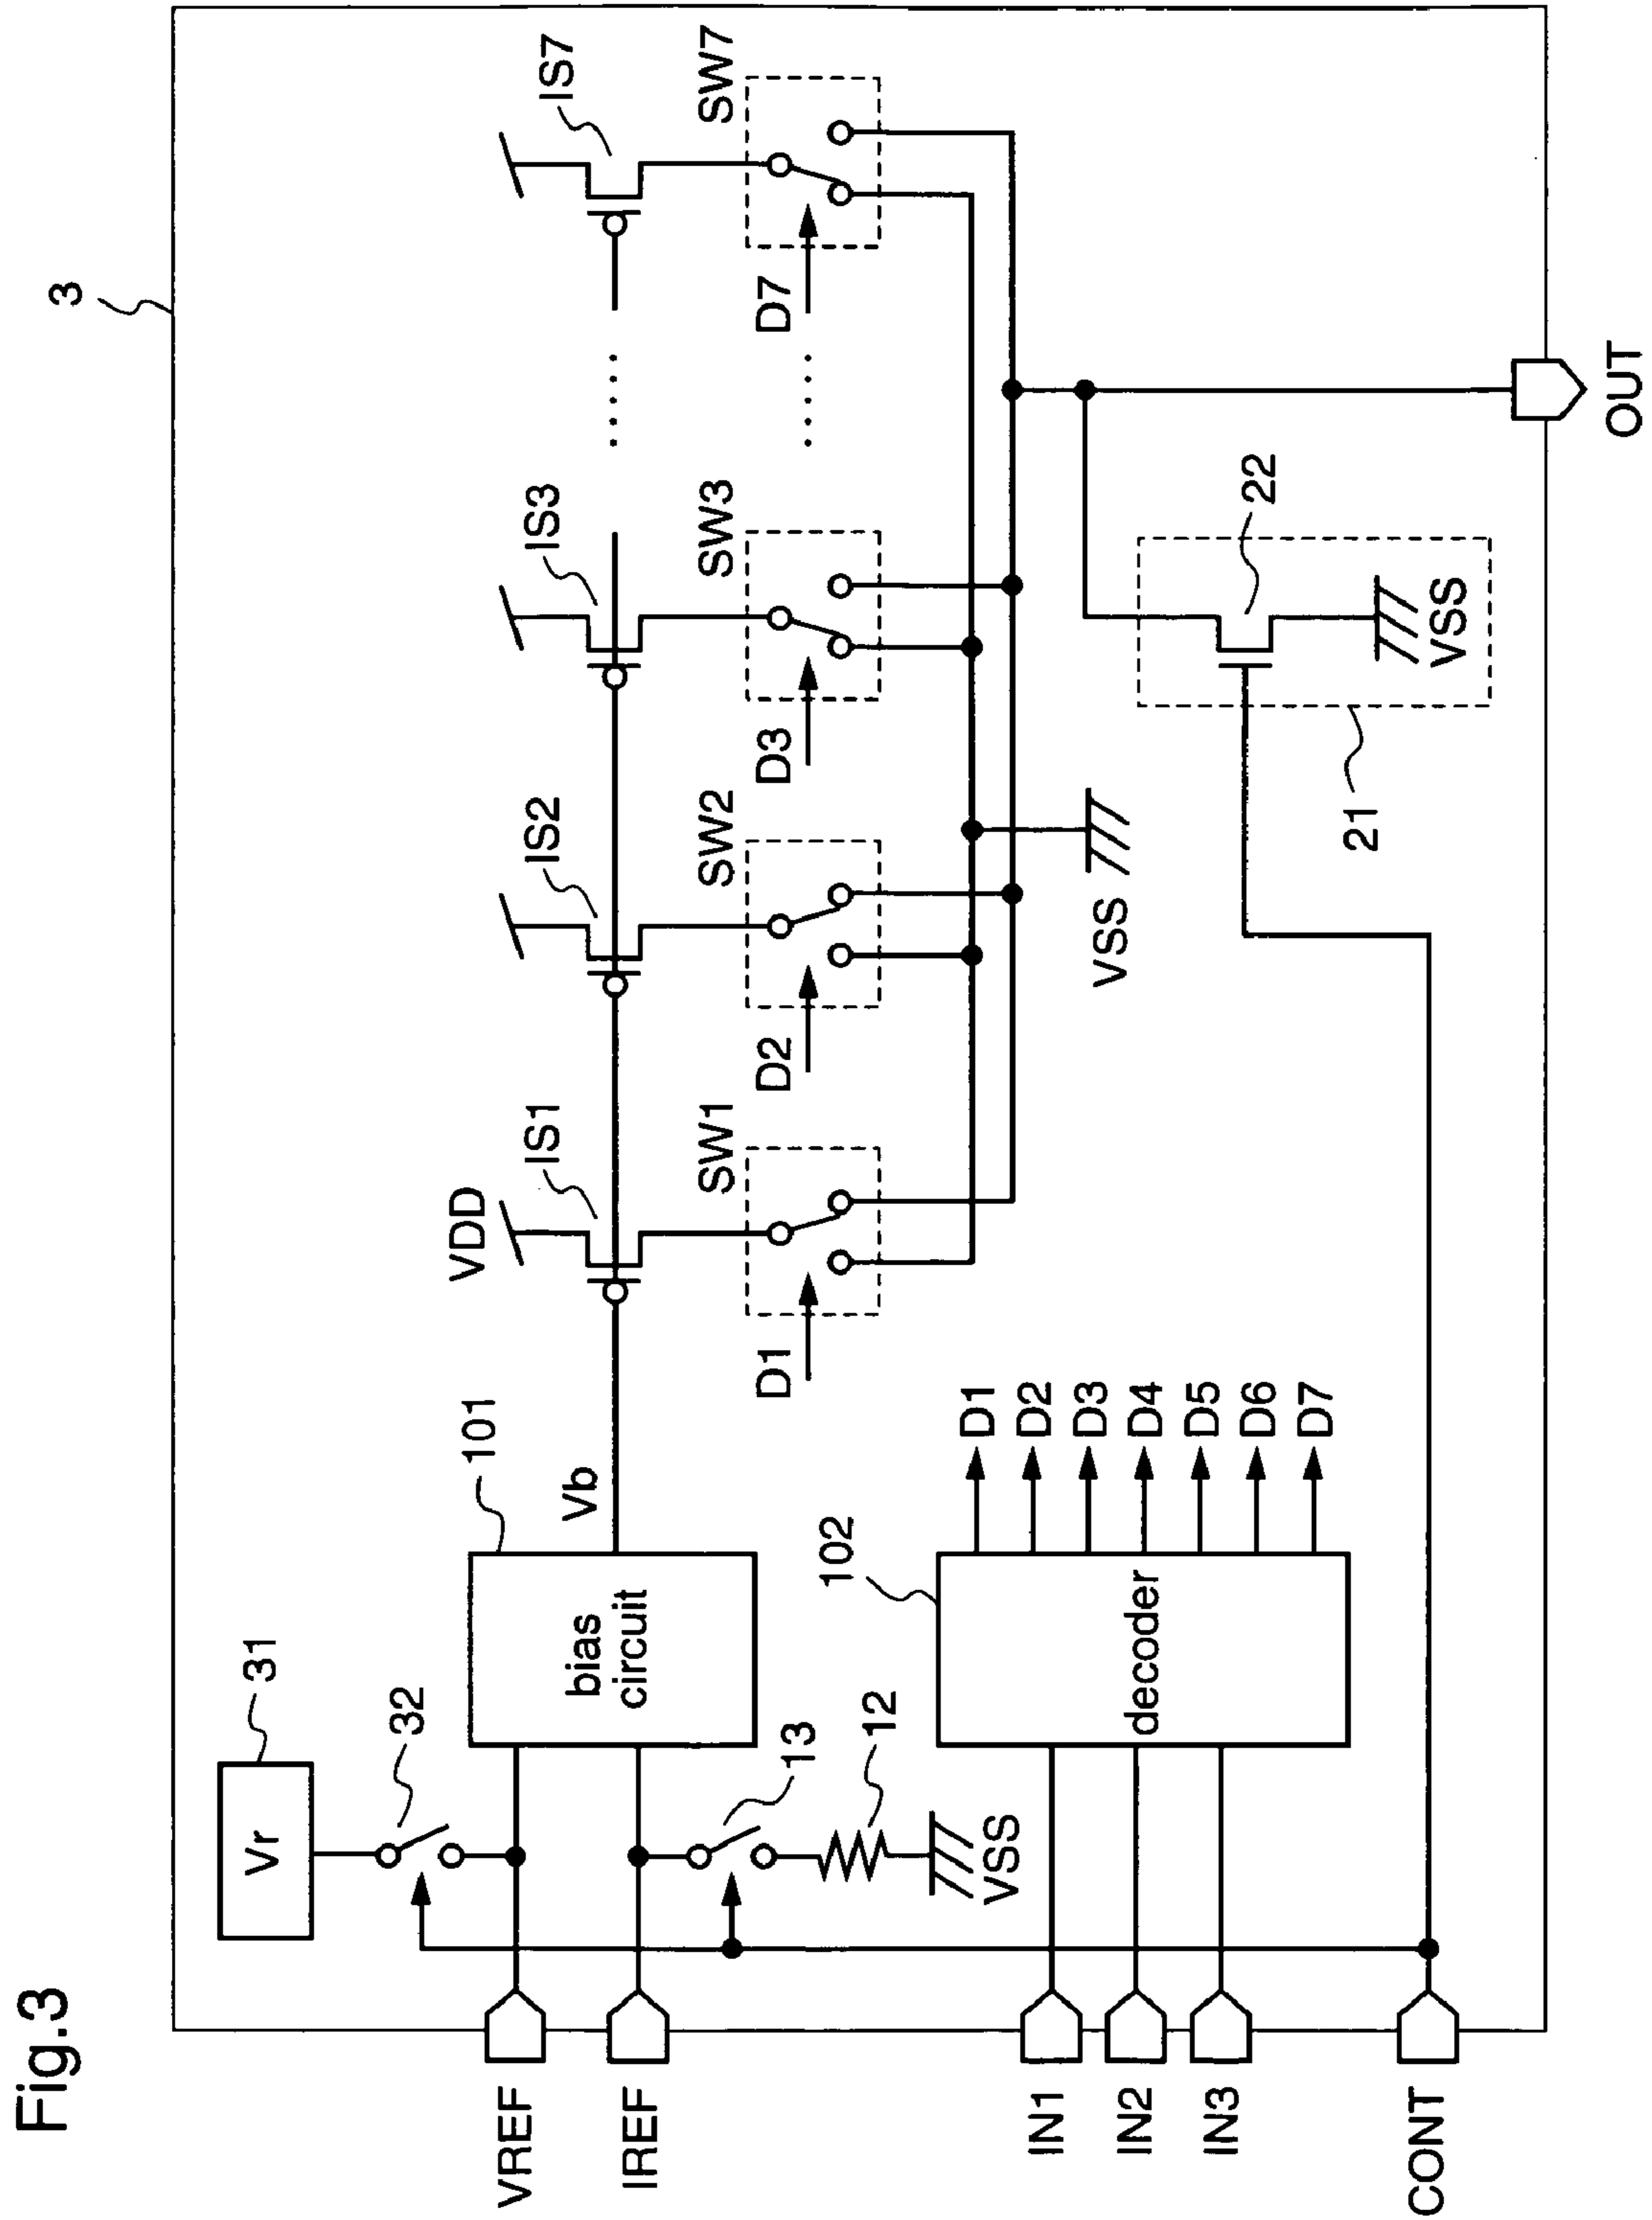 Fig.3
3
31
Vr
32
101
bias
circuit
Vb
VDD
IS1
IS2
IS3
IS7
SW1
SW2
SW3
SW7
D1
D2
D3
D7
VREF
IREF
13
12
VSS
102
decoder
D1
D2
D3
D4
D5
D6
D7
VSS
IN1
IN2
IN3
21
22
VSS
CONT
OUT